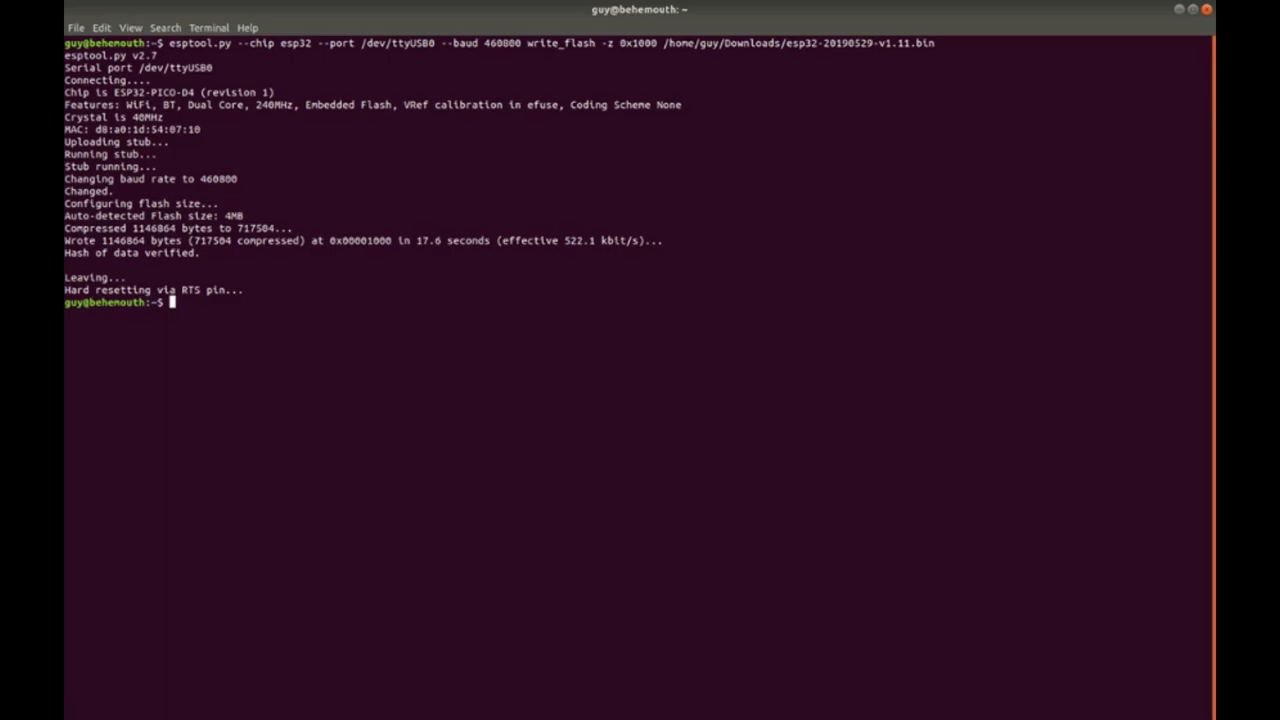 guy@behemouth: ~
File Edit View Search Terminal Help
guy@behemouth:~$ esptool.py --chip esp32 --port /dev/ttyUSB0 --baud 460800 write_flash -z 0x1000 /home/guy/Downloads/esp32-20190529-v1.11.bin
esptool.py v2.7
Serial port /dev/ttyUSB0
Connecting....
Chip is ESP32-PICO-D4 (revision 1)
Features: WiFi, BT, Dual Core, 240MHz, Embedded Flash, VRef calibration in efuse, Coding Scheme None
Crystal is 40MHz
MAC: d8:a0:1d:54:07:10
Uploading stub...
Running stub...
Stub running...
Changing baud rate to 460800
Changed.
Configuring flash size...
Auto-detected Flash size: 4MB
Compressed 1146864 bytes to 717504...
Wrote 1146864 bytes (717504 compressed) at 0x00001000 in 17.6 seconds (effective 522.1 kbit/s)...
Hash of data verified.

Leaving...
Hard resetting via RTS pin...
guy@behemouth:~$